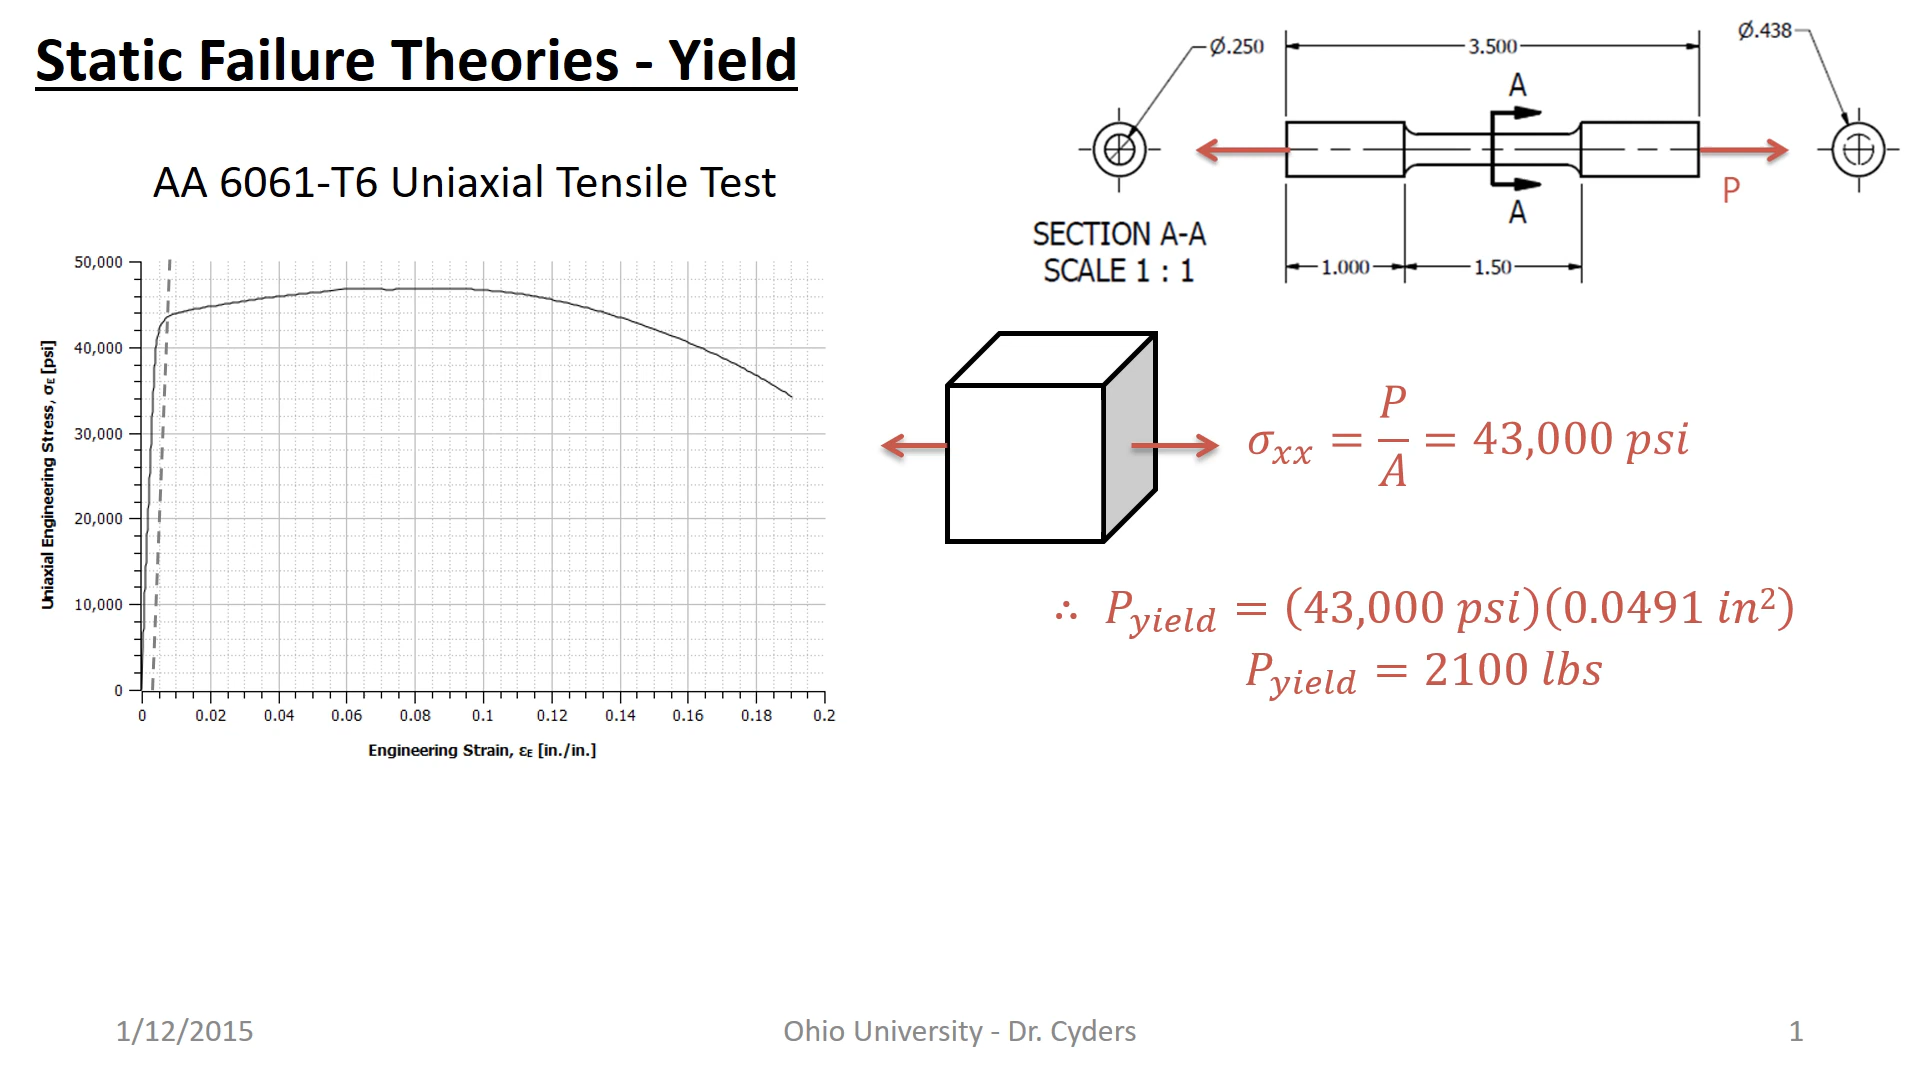 Static Failure Theories - Yield
AA 6061-T6 Uniaxial Tensile Test
50,000
40,000
30,000
20,000
10,000
0
Uniaxial Engineering Stress, σE [psi]
0 0.02 0.04 0.06 0.08 0.1 0.12 0.14 0.16 0.18 0.2
Engineering Strain, εE [in./in.]
Ø.250
3.500
Ø.438
A
A
P
SECTION A-A
SCALE 1 : 1
1.000
1.50
σxx = P/A = 43,000 psi
∴ Pyield = (43,000 psi)(0.0491 in²)
Pyield = 2100 lbs
1/12/2015
Ohio University - Dr. Cyders
1